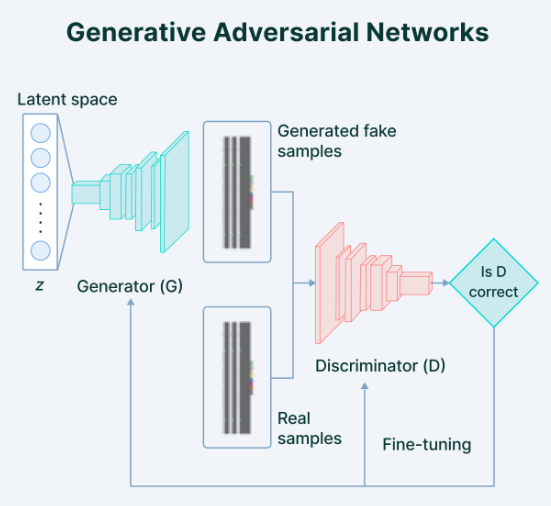 Generative Adversarial Networks
Latent space
Generated fake
samples
z
Generator (G)
Is D
correct
Discriminator (D)
Real
samples
Fine-tuning